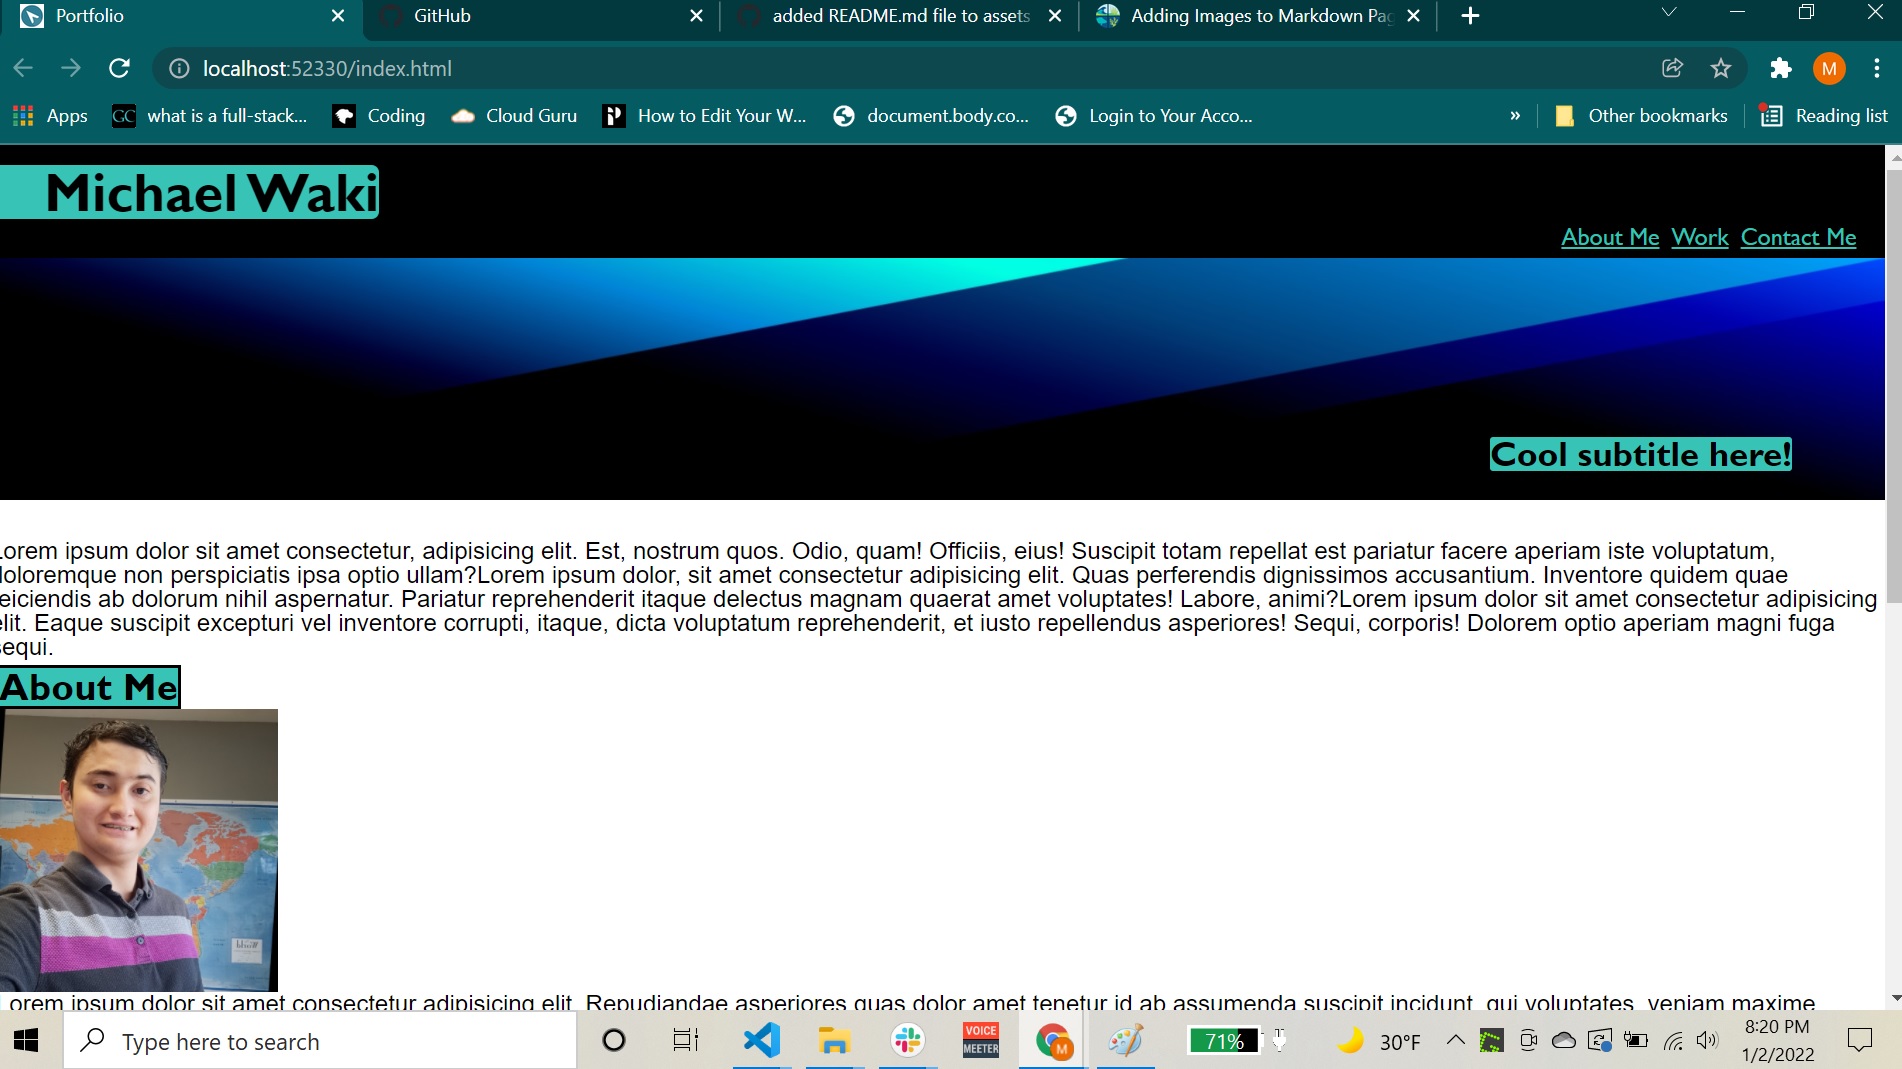 Portfolio
GitHub
added README.md file to assets
Adding Images to Markdown Pag
localhost:52330/index.html
M
Apps
GC
what is a full-stack...
Coding
Cloud Guru
How to Edit Your W...
document.body.co...
Login to Your Acco...
»
Other bookmarks
Reading list
Michael Waki
About Me Work Contact Me
Cool subtitle here!
Lorem ipsum dolor sit amet consectetur, adipisicing elit. Est, nostrum quos. Odio, quam! Officiis, eius! Suscipit totam repellat est pariatur facere aperiam iste voluptatum,
doloremque non perspiciatis ipsa optio ullam?Lorem ipsum dolor, sit amet consectetur adipisicing elit. Quas perferendis dignissimos accusantium. Inventore quidem quae
reiciendis ab dolorum nihil aspernatur. Pariatur reprehenderit itaque delectus magnam quaerat amet voluptates! Labore, animi?Lorem ipsum dolor sit amet consectetur adipisicing
elit. Eaque suscipit excepturi vel inventore corrupti, itaque, dicta voluptatum reprehenderit, et iusto repellendus asperiores! Sequi, corporis! Dolorem optio aperiam magni fuga
sequi.
About Me
Lorem ipsum dolor sit amet consectetur adipisicing elit. Repudiandae asperiores quas dolor amet tenetur id ab assumenda suscipit incidunt, qui voluptates, veniam maxime
Type here to search
VOICE
MEETER
M
71%
30°F
8:20 PM
1/2/2022